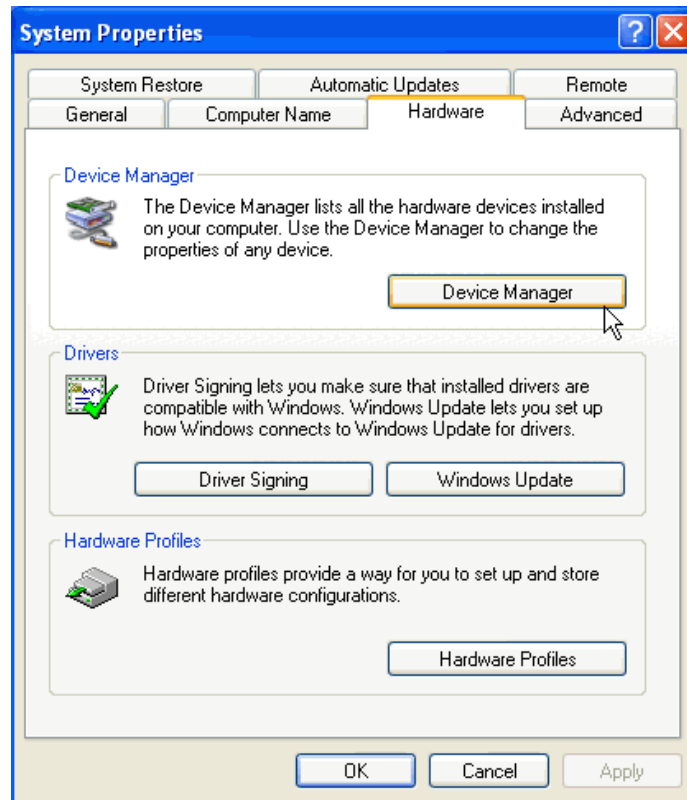 System Properties
System Restore Automatic Updates Remote
General Computer Name Hardware Advanced
Device Manager
The Device Manager lists all the hardware devices installed
on your computer. Use the Device Manager to change the
properties of any device.
Device Manager
Drivers
Driver Signing lets you make sure that installed drivers are
compatible with Windows. Windows Update lets you set up
how Windows connects to Windows Update for drivers.
Driver Signing Windows Update
Hardware Profiles
Hardware profiles provide a way for you to set up and store
different hardware configurations.
Hardware Profiles
OK Cancel Apply